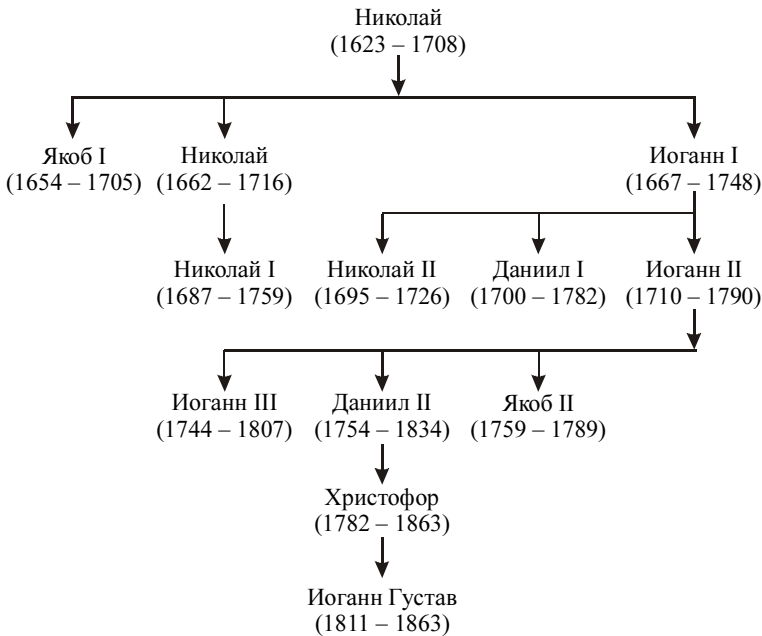 Николай
(1623 – 1708)
Якоб I
(1654 – 1705)
Николай
(1662 – 1716)
Иоганн I
(1667 – 1748)
Николай I
(1687 – 1759)
Николай II
(1695 – 1726)
Даниил I
(1700 – 1782)
Иоганн II
(1710 – 1790)
Иоганн III
(1744 – 1807)
Даниил II
(1754 – 1834)
Якоб II
(1759 – 1789)
Христофор
(1782 – 1863)
Иоганн Густав
(1811 – 1863)